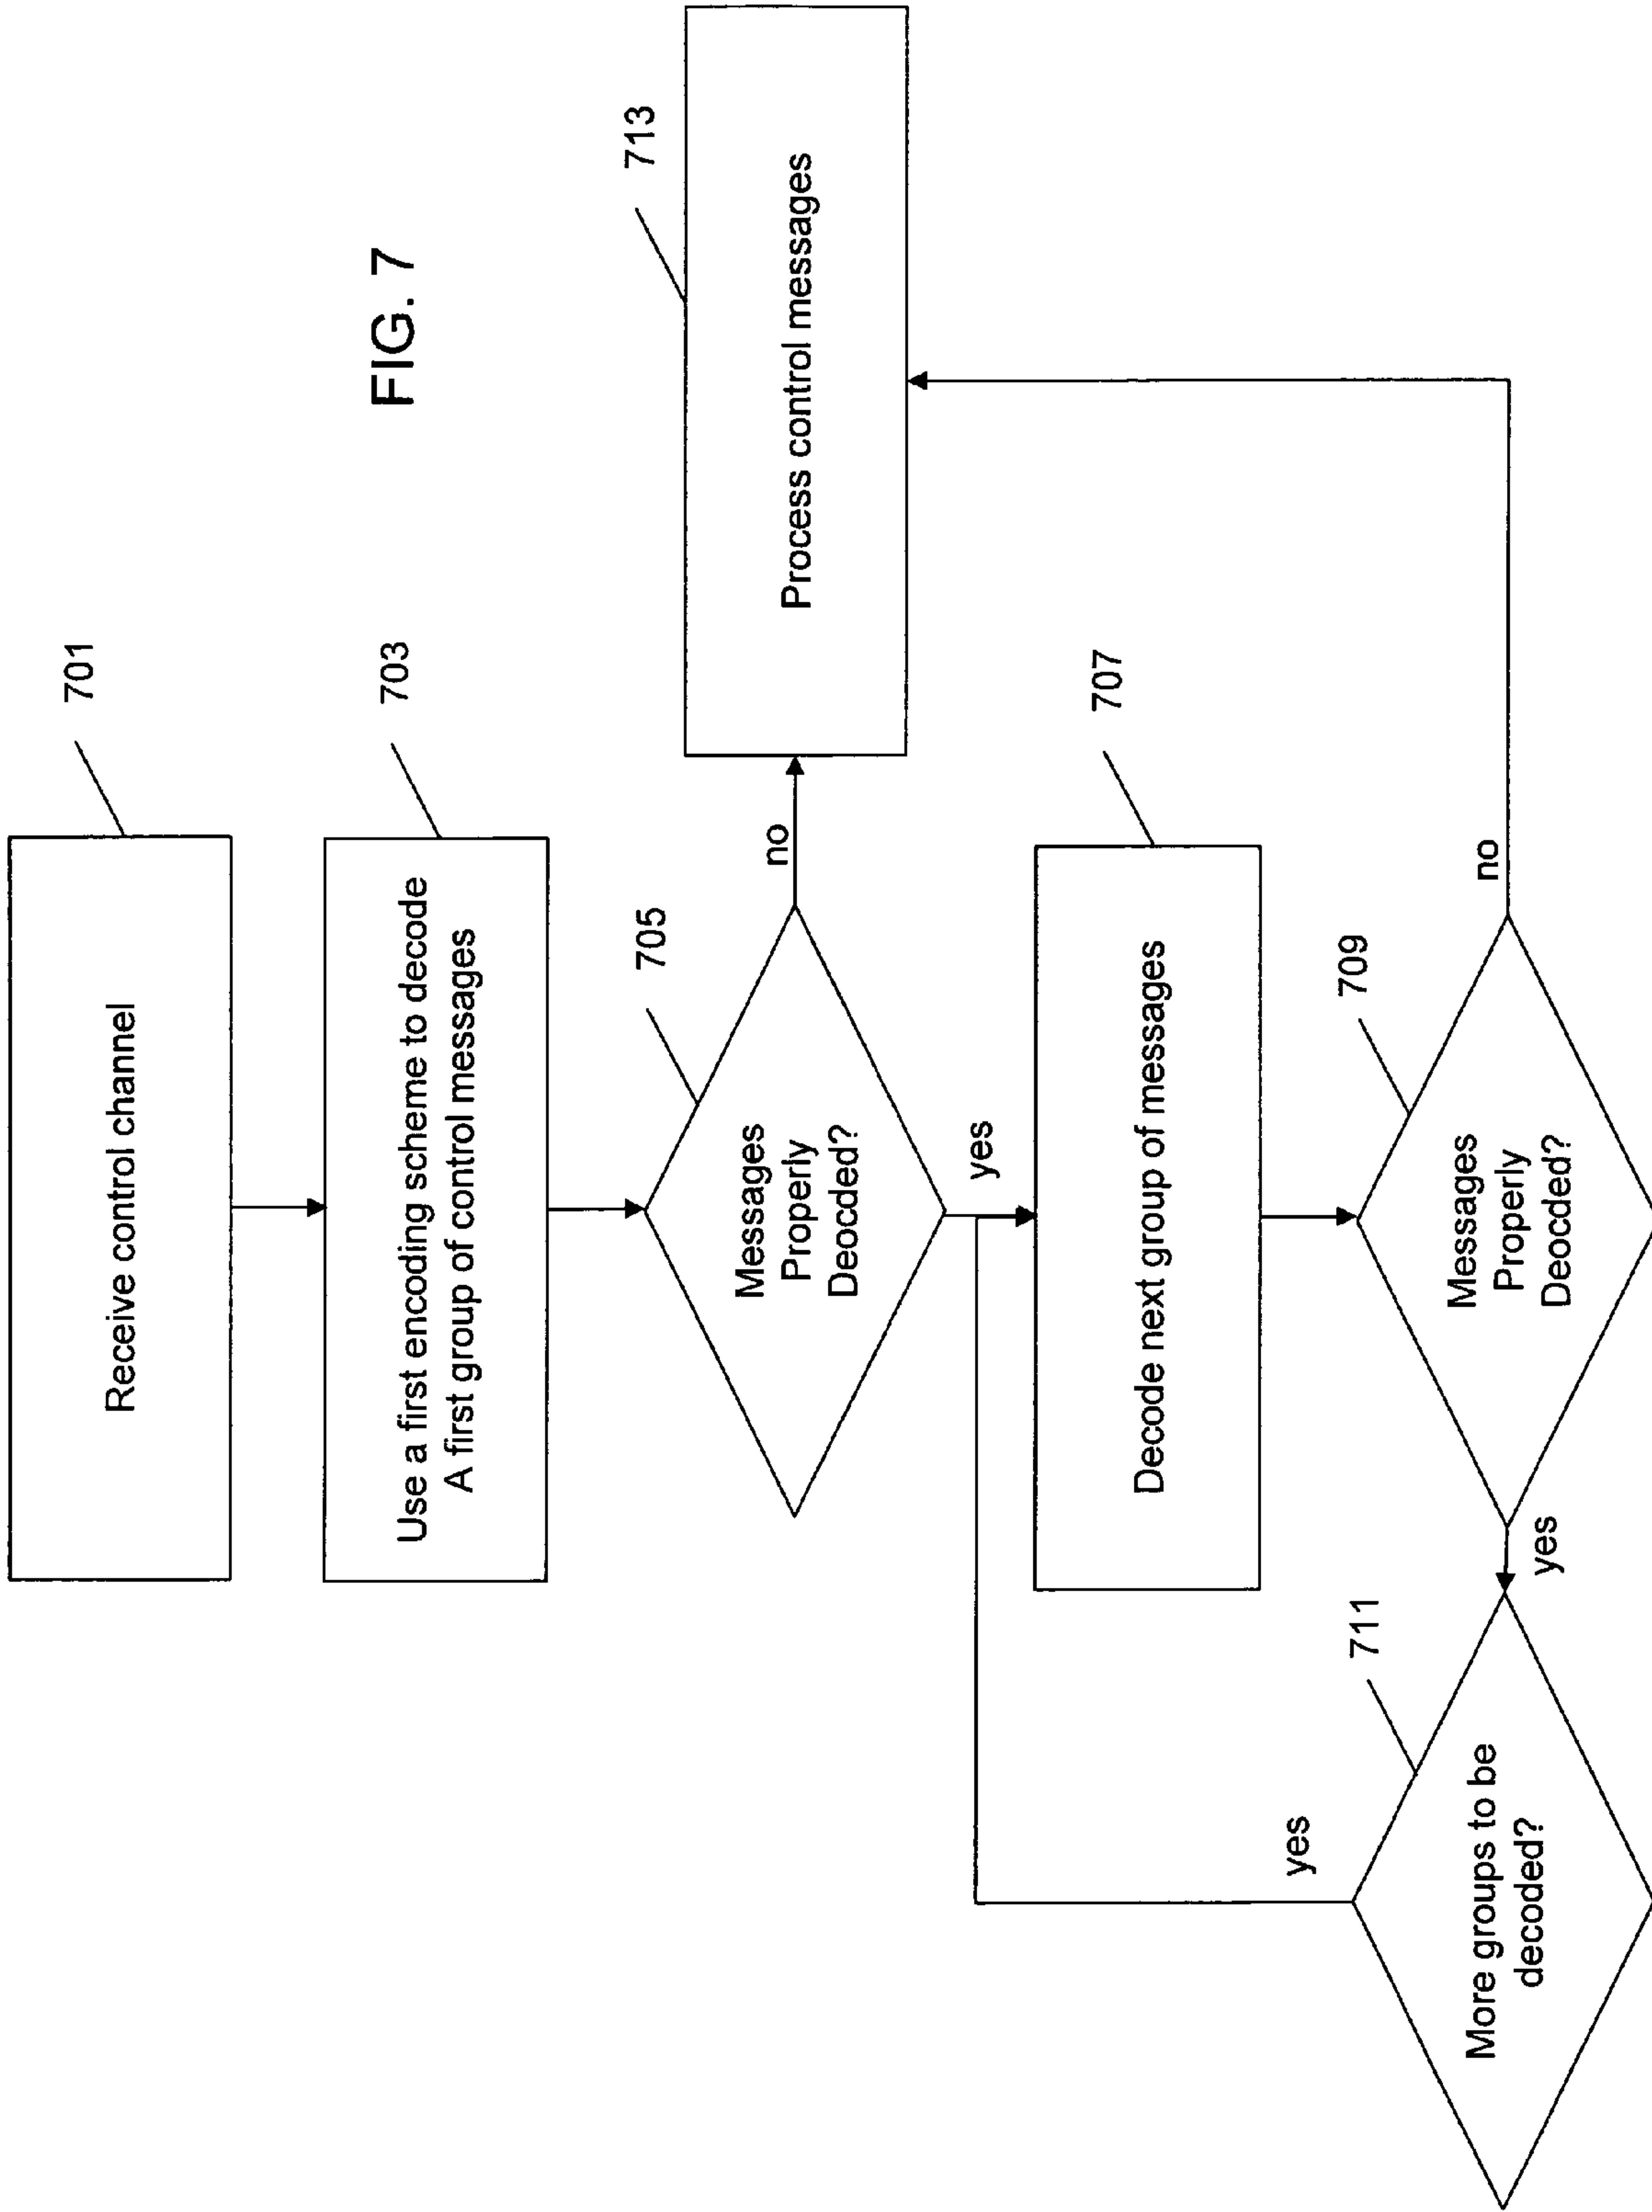 FIG. 7
Receive control channel
701
Use a first encoding scheme to decode
A first group of control messages
703
Messages
Properly
Deocded?
705
no
Process control messages
713
yes
Decode next group of messages
707
Messages
Properly
Deocded?
709
no
yes
More groups to be
decoded?
711
yes